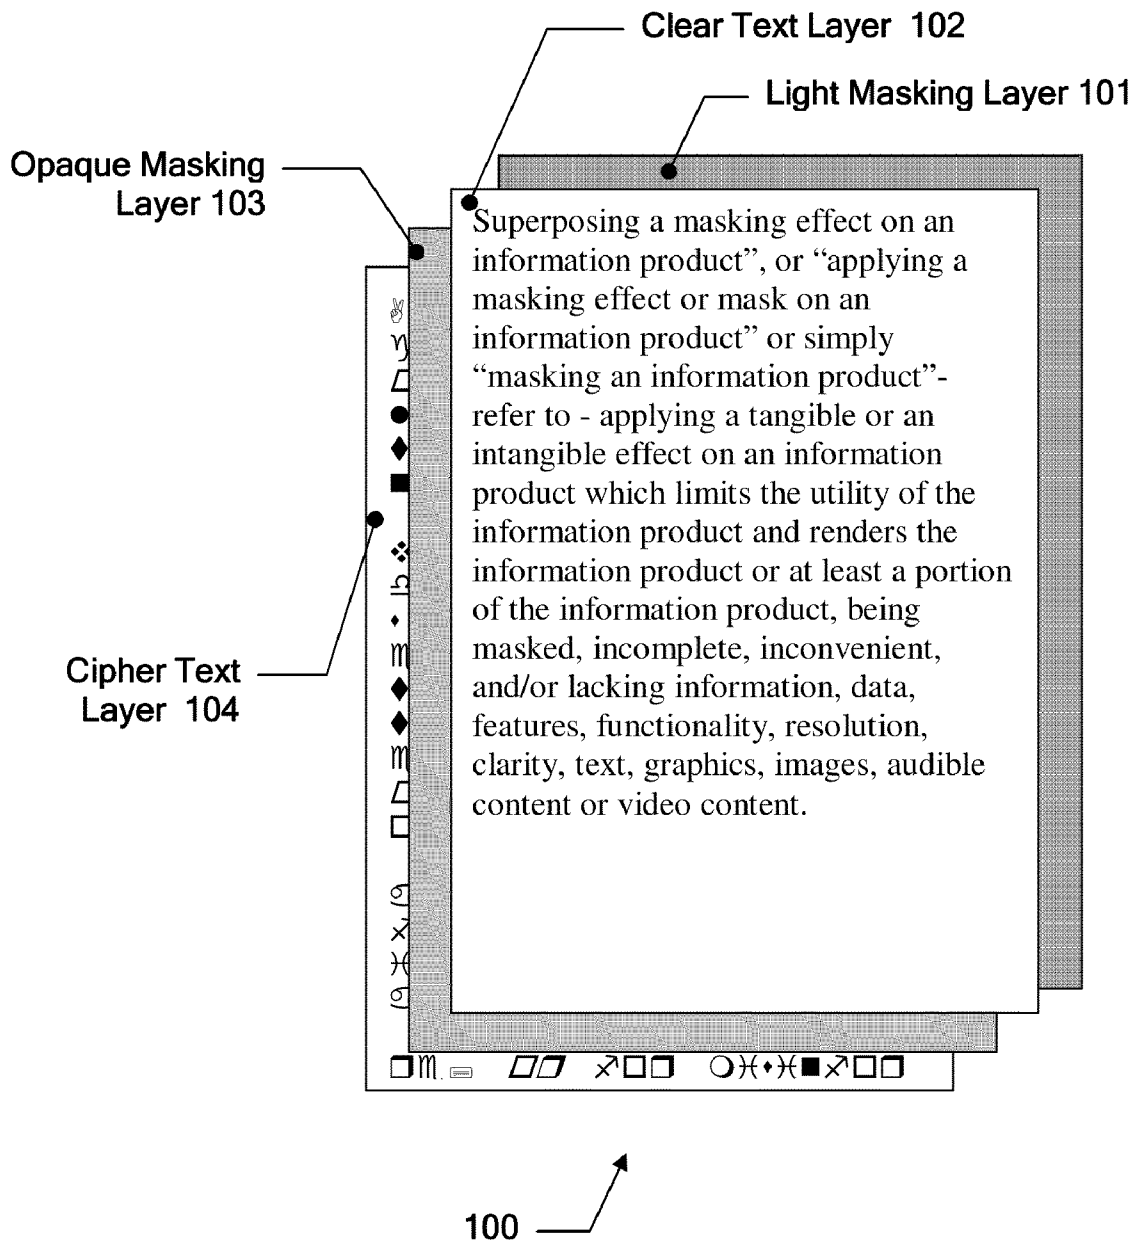 Clear Text Layer 102
Light Masking Layer 101
Opaque Masking
Layer 103
Superposing a masking effect on an
information product”, or “applying a
masking effect or mask on an
information product” or simply
“masking an information product”-
refer to - applying a tangible or an
intangible effect on an information
product which limits the utility of the
information product and renders the
information product or at least a portion
of the information product, being
masked, incomplete, inconvenient,
and/or lacking information, data,
features, functionality, resolution,
clarity, text, graphics, images, audible
content or video content.
Cipher Text
Layer 104
100